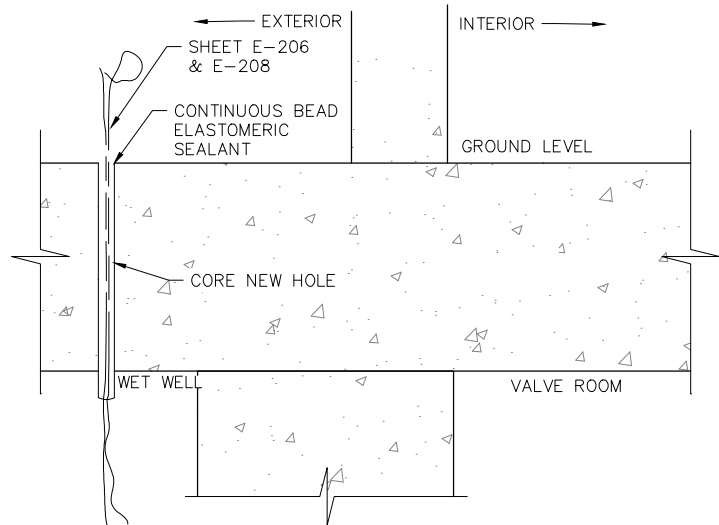 EXTERIOR
INTERIOR
SHEET E-206
& E-208
CONTINUOUS BEAD
ELASTOMERIC
SEALANT
GROUND LEVEL
CORE NEW HOLE
WET WELL
VALVE ROOM